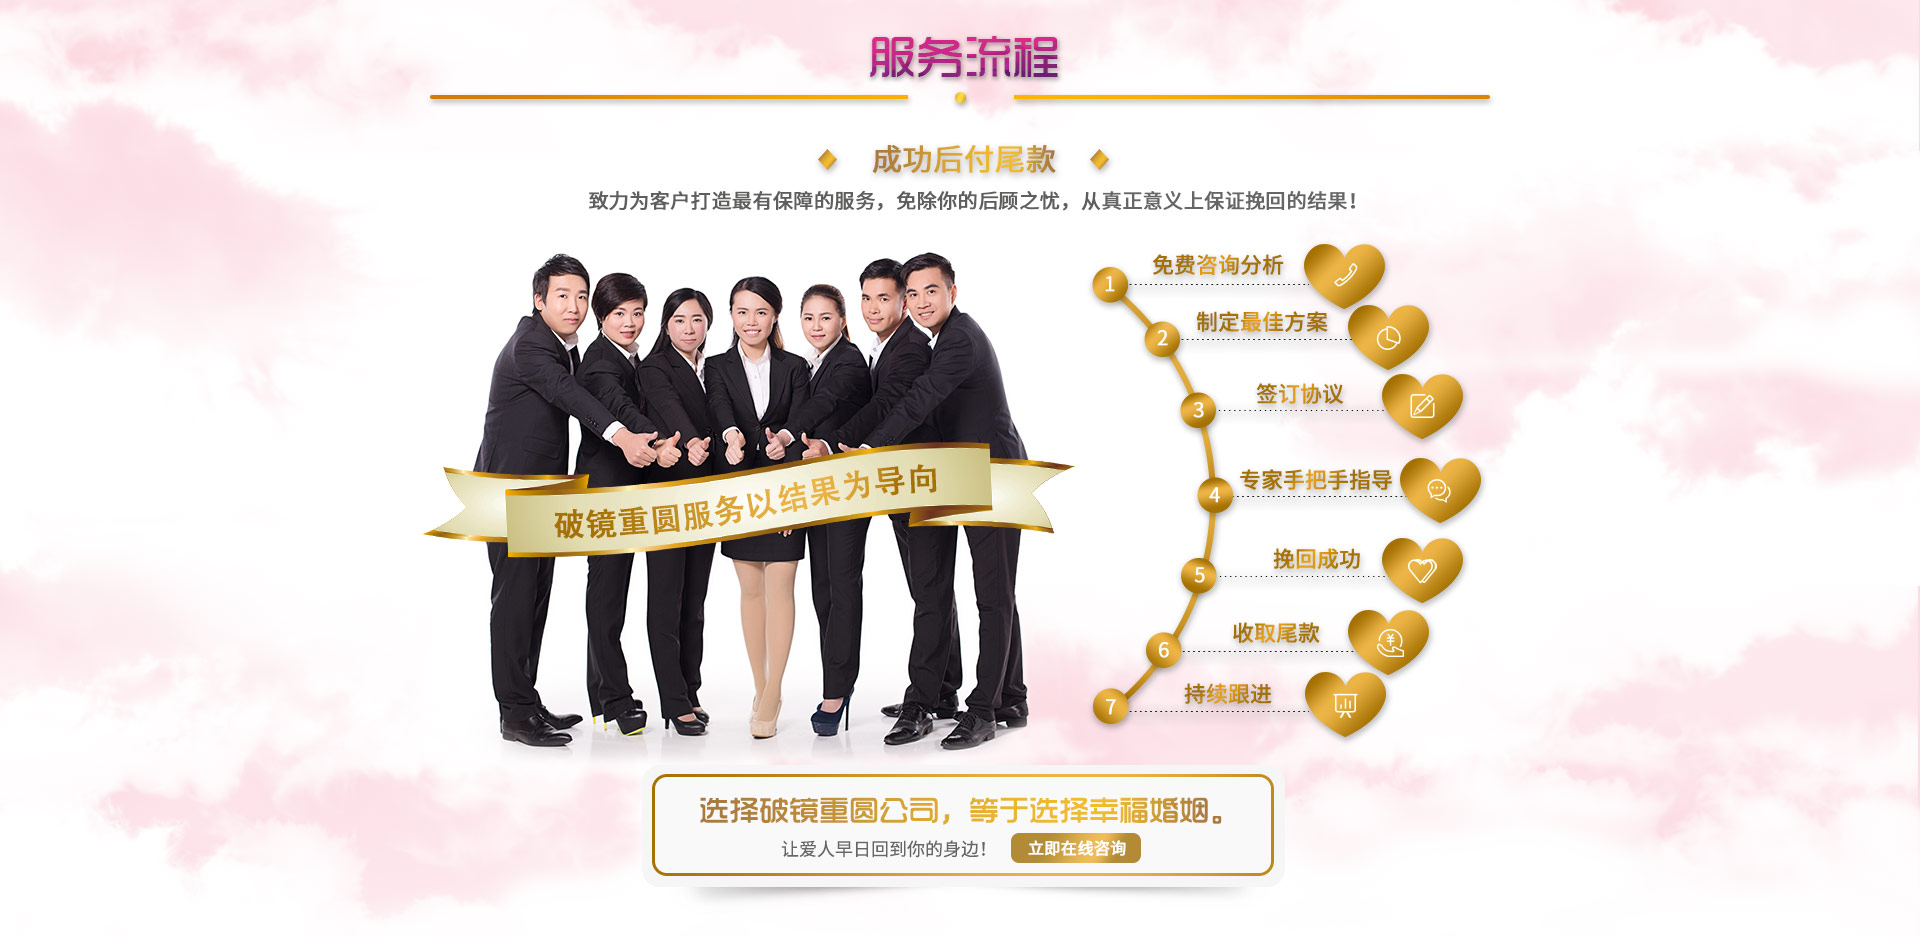 服务流程
成功后付尾款
致力为客户打造最有保障的服务，免除你的后顾之忧，从真正意义上保证挽回的结果！
破镜重圆服务以结果为导向
1 免费咨询分析
2 制定最佳方案
3 签订协议
4 专家手把手指导
5 挽回成功
6 收取尾款
7 持续跟进
选择破镜重圆公司，等于选择幸福婚姻。
让爱人早日回到你的身边！ 立即在线咨询